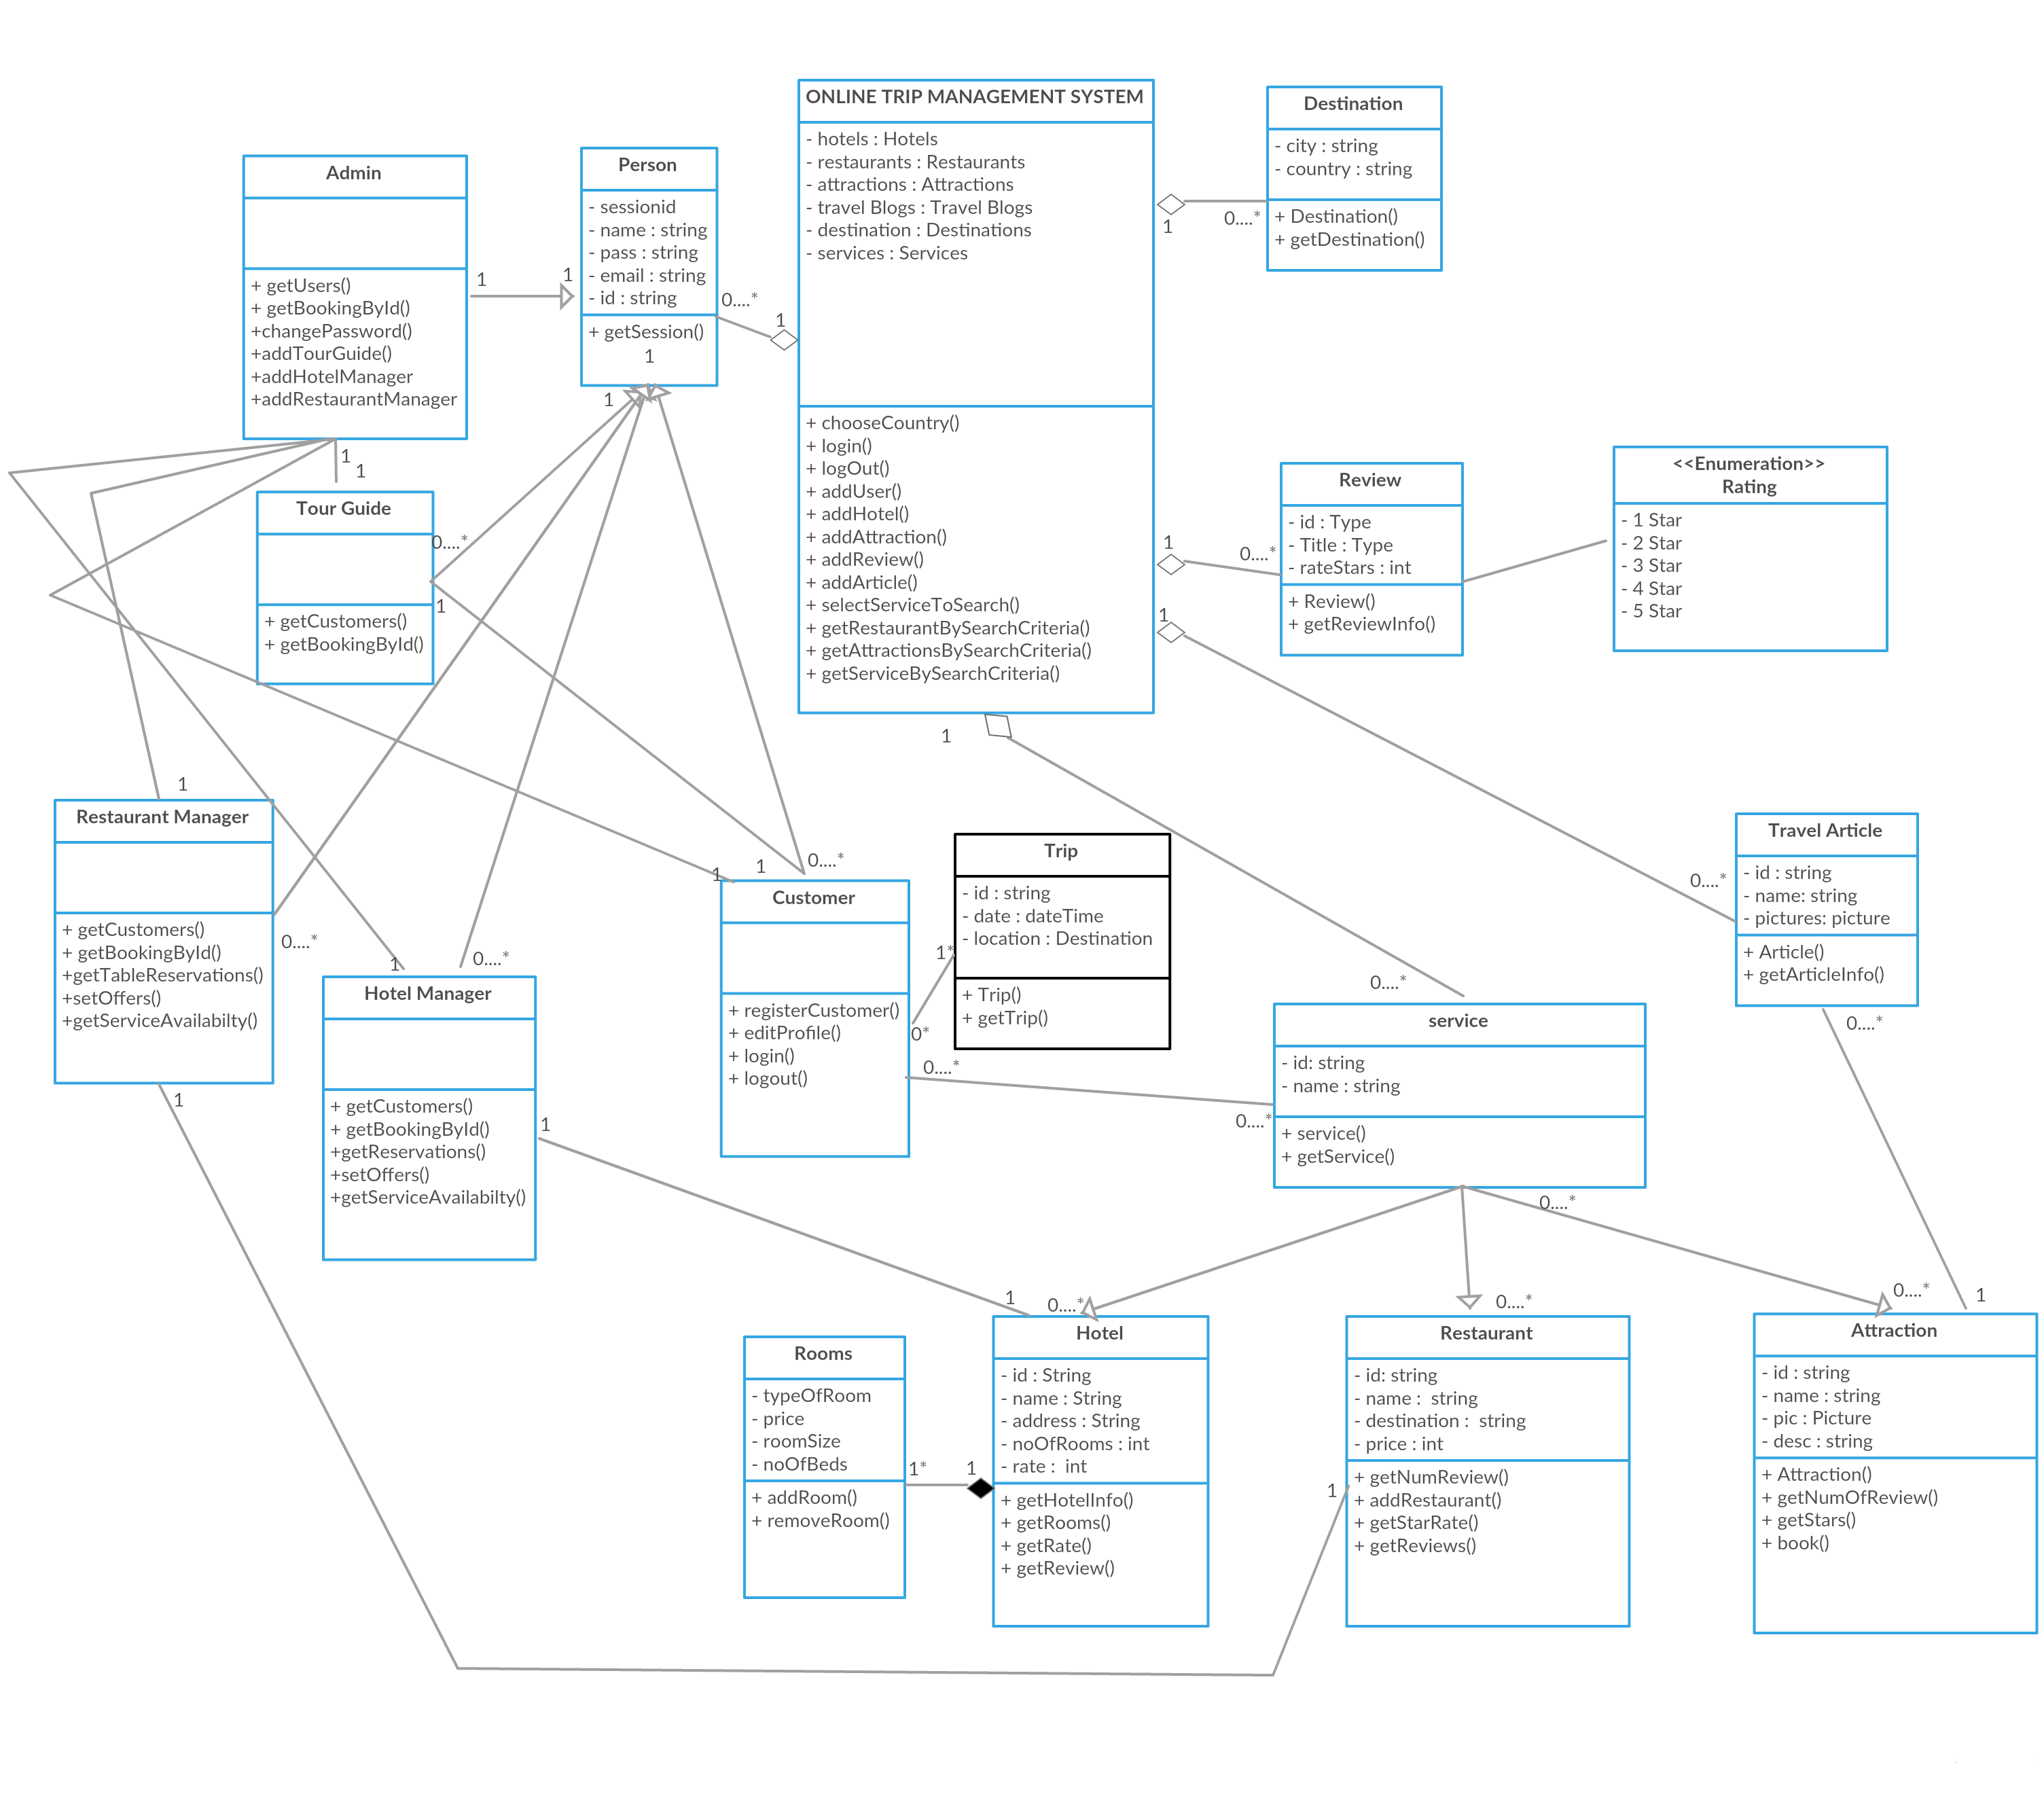 ONLINE TRIP MANAGEMENT SYSTEM
- hotels : Hotels
- restaurants : Restaurants
- attractions : Attractions
- travel Blogs : Travel Blogs
- destination : Destinations
- services : Services
+ chooseCountry()
+ login()
+ logOut()
+ addUser()
+ addHotel()
+ addAttraction()
+ addReview()
+ addArticle()
+ selectServiceToSearch()
+ getRestaurantBySearchCriteria()
+ getAttractionsBySearchCriteria()
+ getServiceBySearchCriteria()
Destination
- city : string
- country : string
+ Destination()
+ getDestination()
1
0....*
Admin
+ getUsers()
+ getBookingById()
+changePassword()
+addTourGuide()
+addHotelManager
+addRestaurantManager
1
1
Person
- sessionid
- name : string
- pass : string
- email : string
- id : string
+ getSession()
1
0....*
1
1
1
1
Tour Guide
+ getCustomers()
+ getBookingById()
0....*
1
Review
- id : Type
- Title : Type
- rateStars : int
+ Review()
+ getReviewInfo()
1
0....*
1
<<Enumeration>>
Rating
- 1 Star
- 2 Star
- 3 Star
- 4 Star
- 5 Star
1
1
Restaurant Manager
+ getCustomers()
+ getBookingById()
+getTableReservations()
+setOffers()
+getServiceAvailabilty()
0....*
1
1
0....*
Hotel Manager
+ getCustomers()
+ getBookingById()
+getReservations()
+setOffers()
+getServiceAvailabilty()
1
1
1
0....*
Customer
+ registerCustomer()
+ editProfile()
+ login()
+ logout()
1*
0*
0....*
0....*
Trip
- id : string
- date : dateTime
- location : Destination
+ Trip()
+ getTrip()
Travel Article
- id : string
- name: string
- pictures: picture
+ Article()
+ getArticleInfo()
0....*
0....*
0....*
service
- id: string
- name : string
+ service()
+ getService()
0....*
Rooms
- typeOfRoom
- price
- roomSize
- noOfBeds
+ addRoom()
+ removeRoom()
1*
1
1
0....*
Hotel
- id : String
- name : String
- address : String
- noOfRooms : int
- rate :  int
+ getHotelInfo()
+ getRooms()
+ getRate()
+ getReview()
0....*
1
Restaurant
- id: string
- name :  string
- destination :  string
- price : int
+ getNumReview()
+ addRestaurant()
+ getStarRate()
+ getReviews()
0....*
1
Attraction
- id : string
- name : string
- pic : Picture
- desc : string
+ Attraction()
+ getNumOfReview()
+ getStars()
+ book()